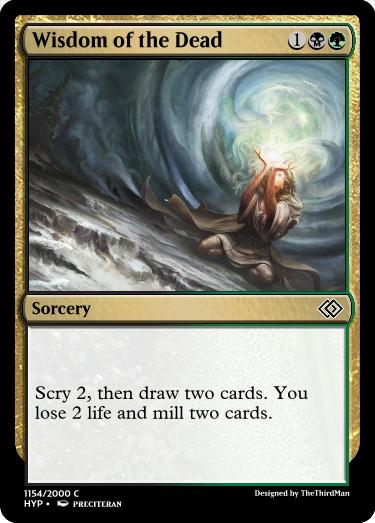 Wisdom of the Dead 1
Sorcery
Scry 2, then draw two cards. You
lose 2 life and mill two cards.
1154/2000 C
HYP • PRECITERAN
Designed by TheThirdMan